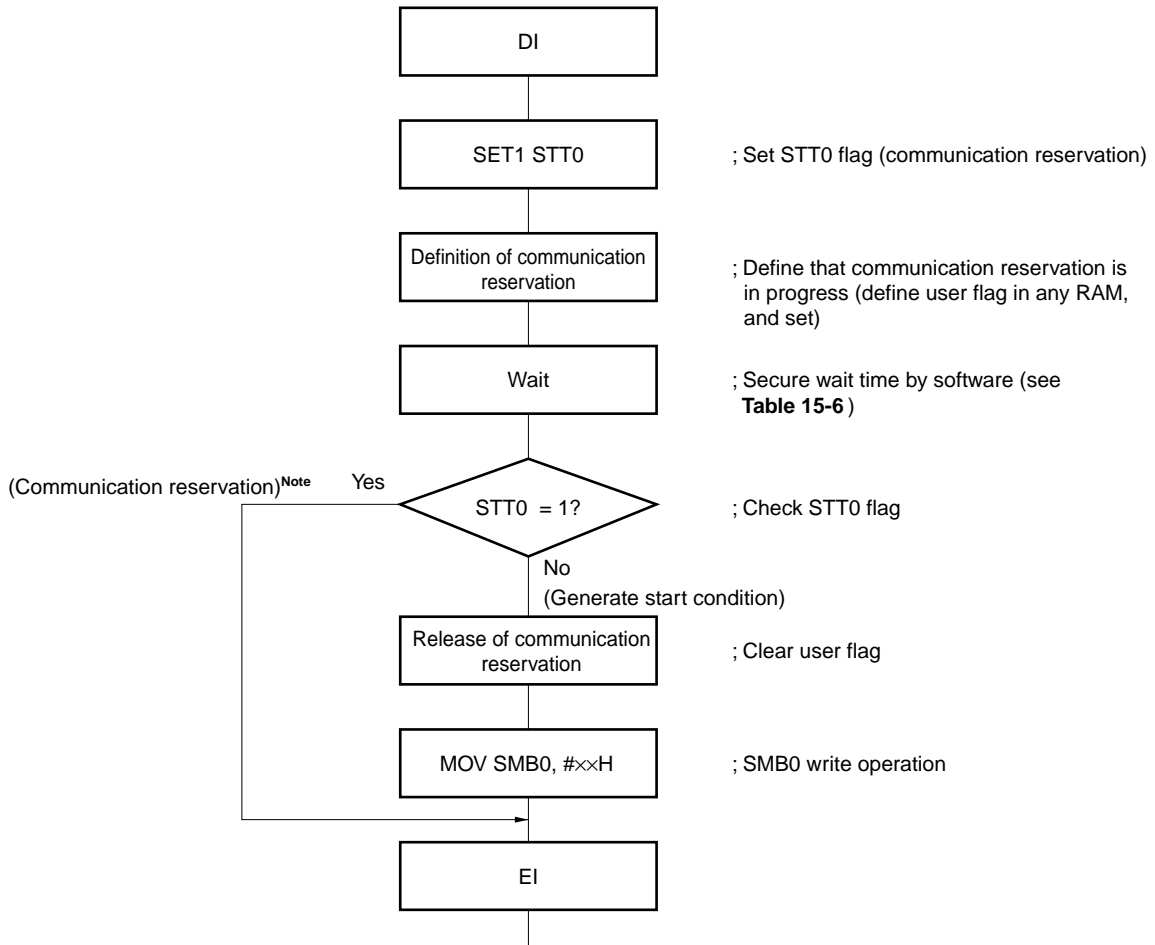 DI
SET1 STT0
; Set STT0 flag (communication reservation)
Definition of communication
reservation
; Define that communication reservation is
in progress (define user flag in any RAM,
and set)
Wait
; Secure wait time by software (see
Table 15-6 )
(Communication reservation)Note
Yes
STT0 = 1?
; Check STT0 flag
No
(Generate start condition)
Release of communication
reservation
; Clear user flag
MOV SMB0, #××H
; SMB0 write operation
EI